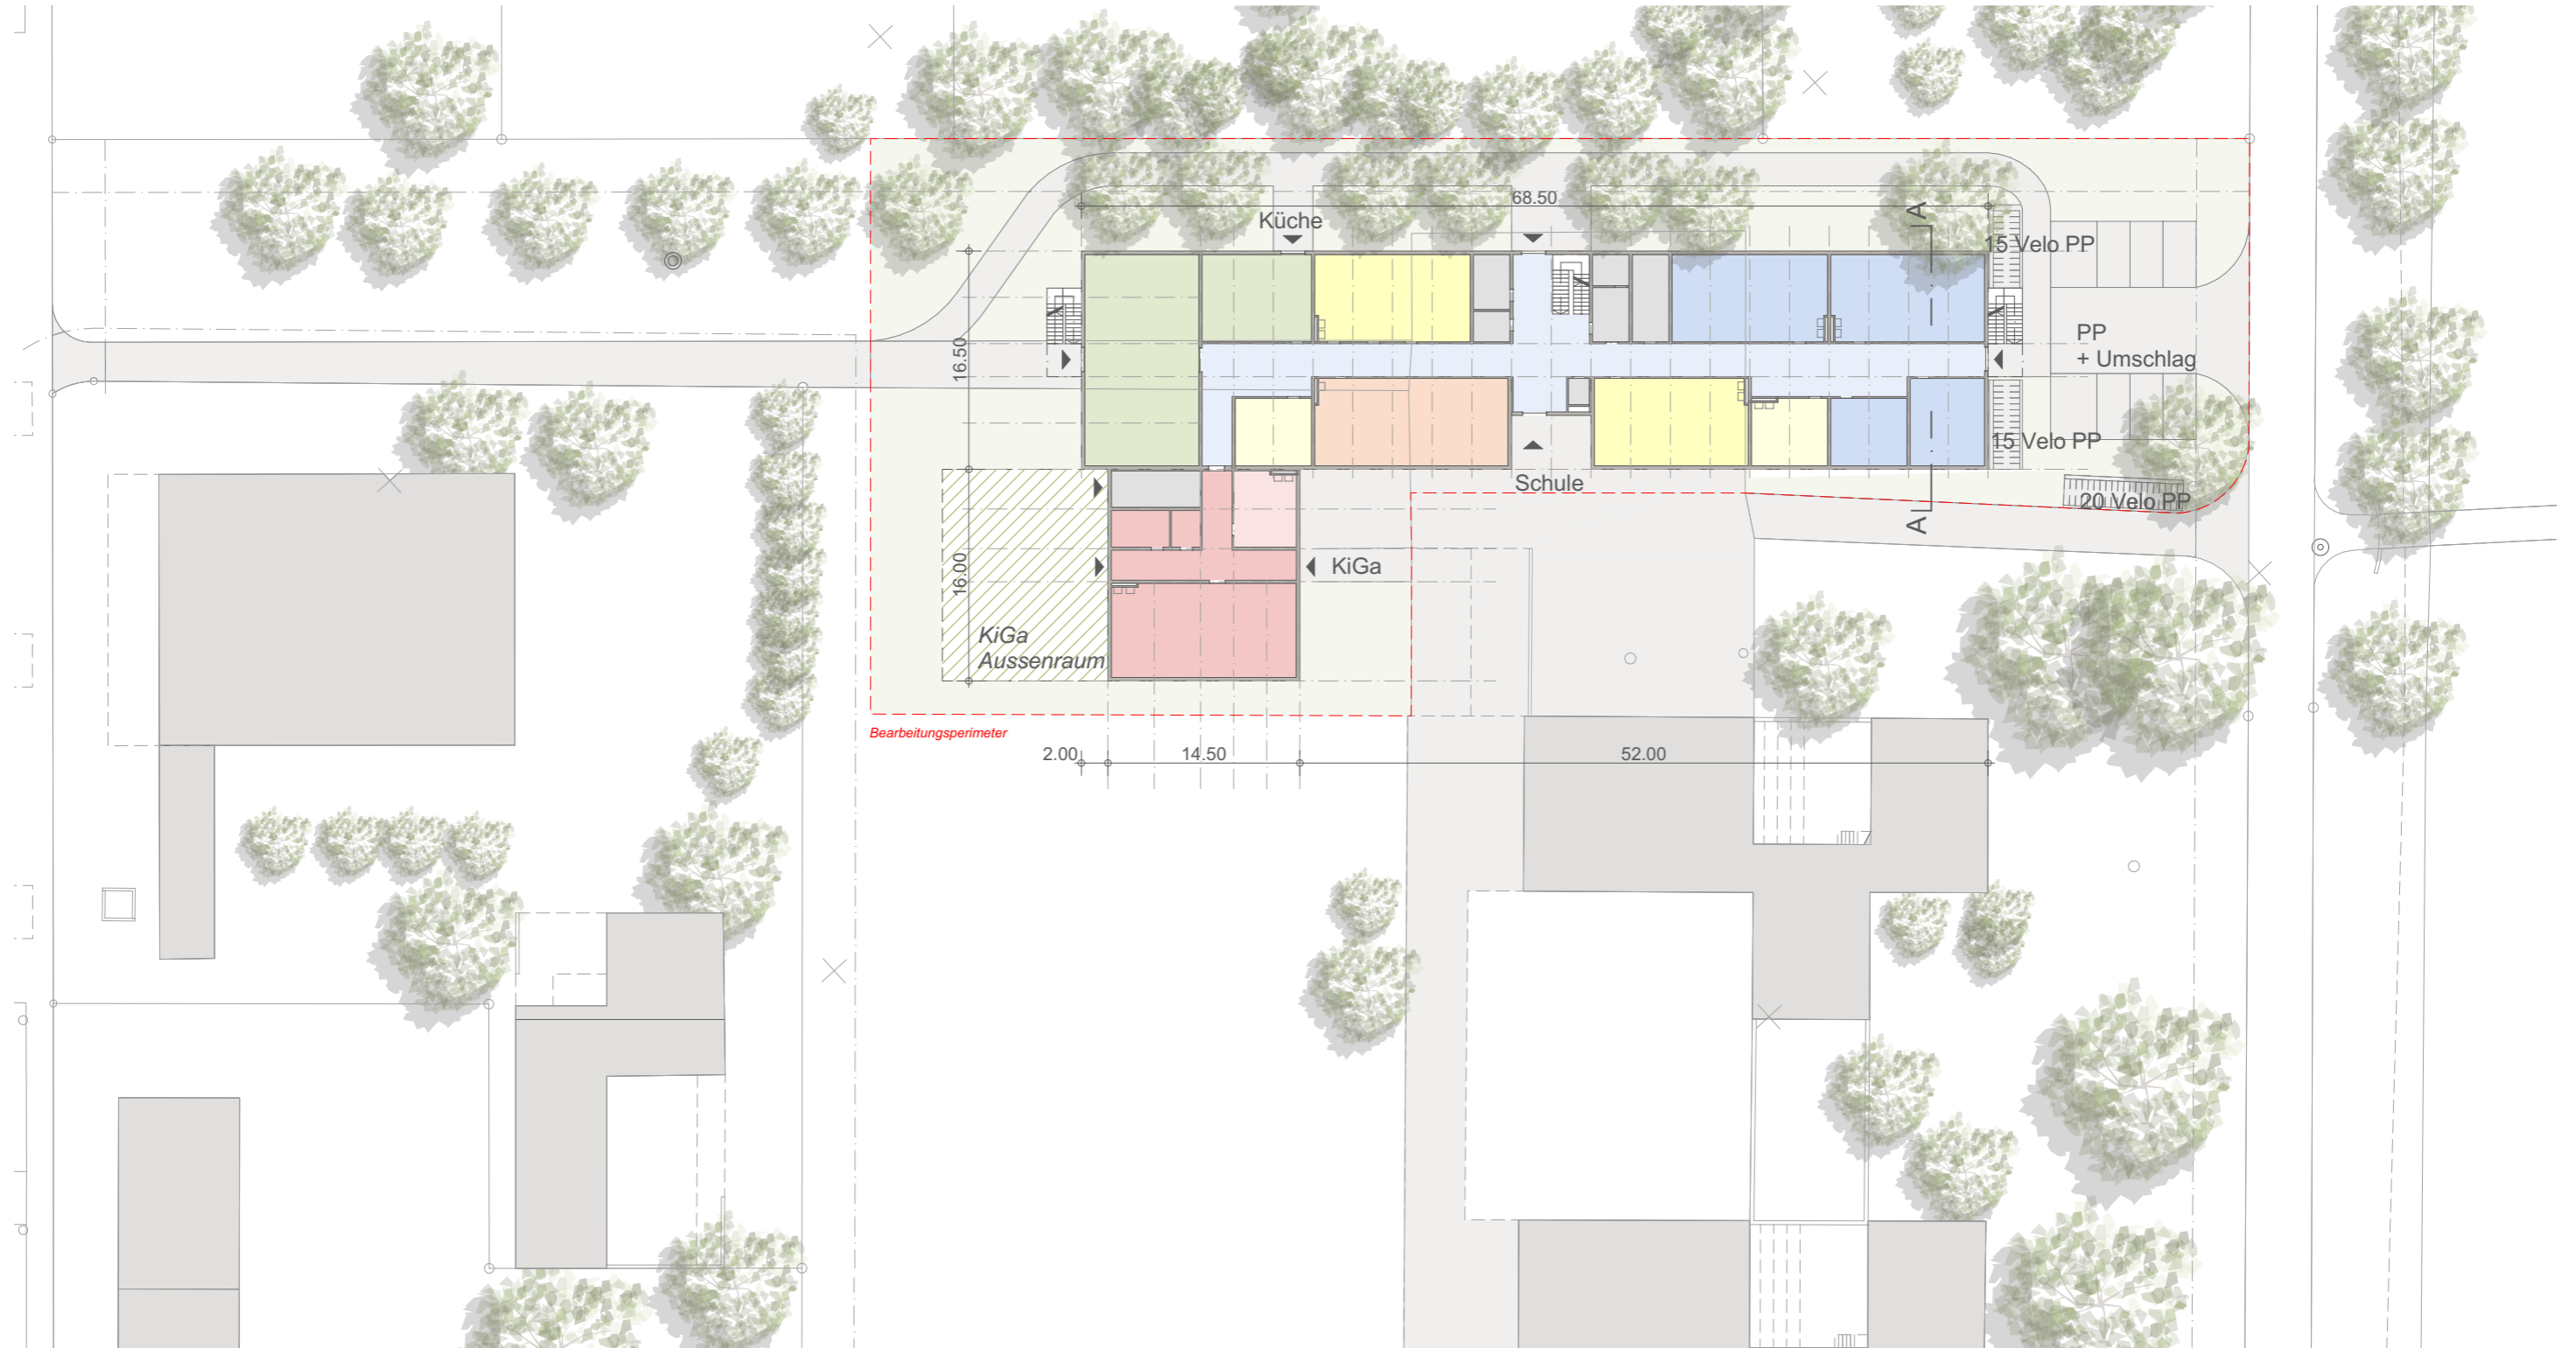 68.50
Küche
A
15 Velo PP
PP
+ Umschlag
16.50
15 Velo PP
Schule
20 Velo PP
A
KiGa
16.00
KiGa
Aussenraum
Bearbeitungsperimeter
2.00
14.50
52.00